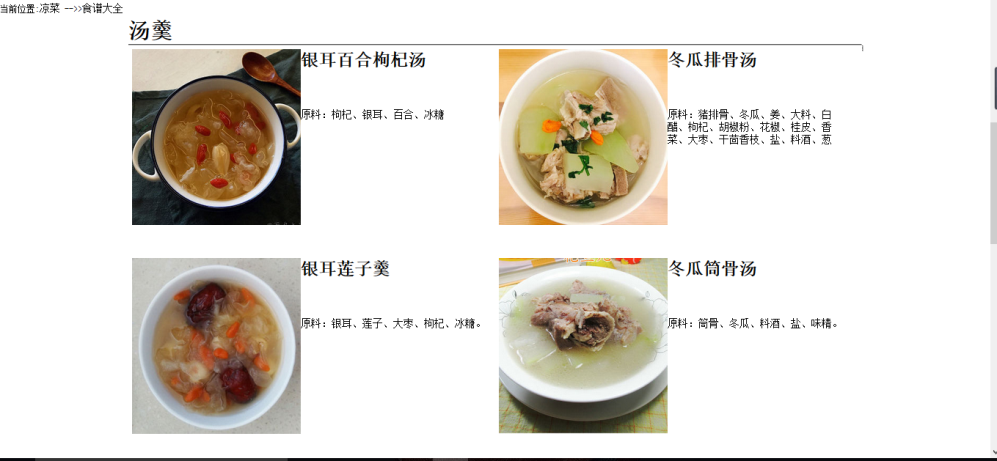 当前位置:凉菜 -->>食谱大全
汤羹
银耳百合枸杞汤
原料：枸杞、银耳、百合、冰糖
冬瓜排骨汤
原料：猪排骨、冬瓜、姜、大料、白
醋、枸杞、胡椒粉、花椒、桂皮、香
菜、大枣、干茴香枝、盐、料酒、葱
银耳莲子羹
原料：银耳、莲子、大枣、枸杞、冰糖。
冬瓜筒骨汤
原料：筒骨、冬瓜、料酒、盐、味精。